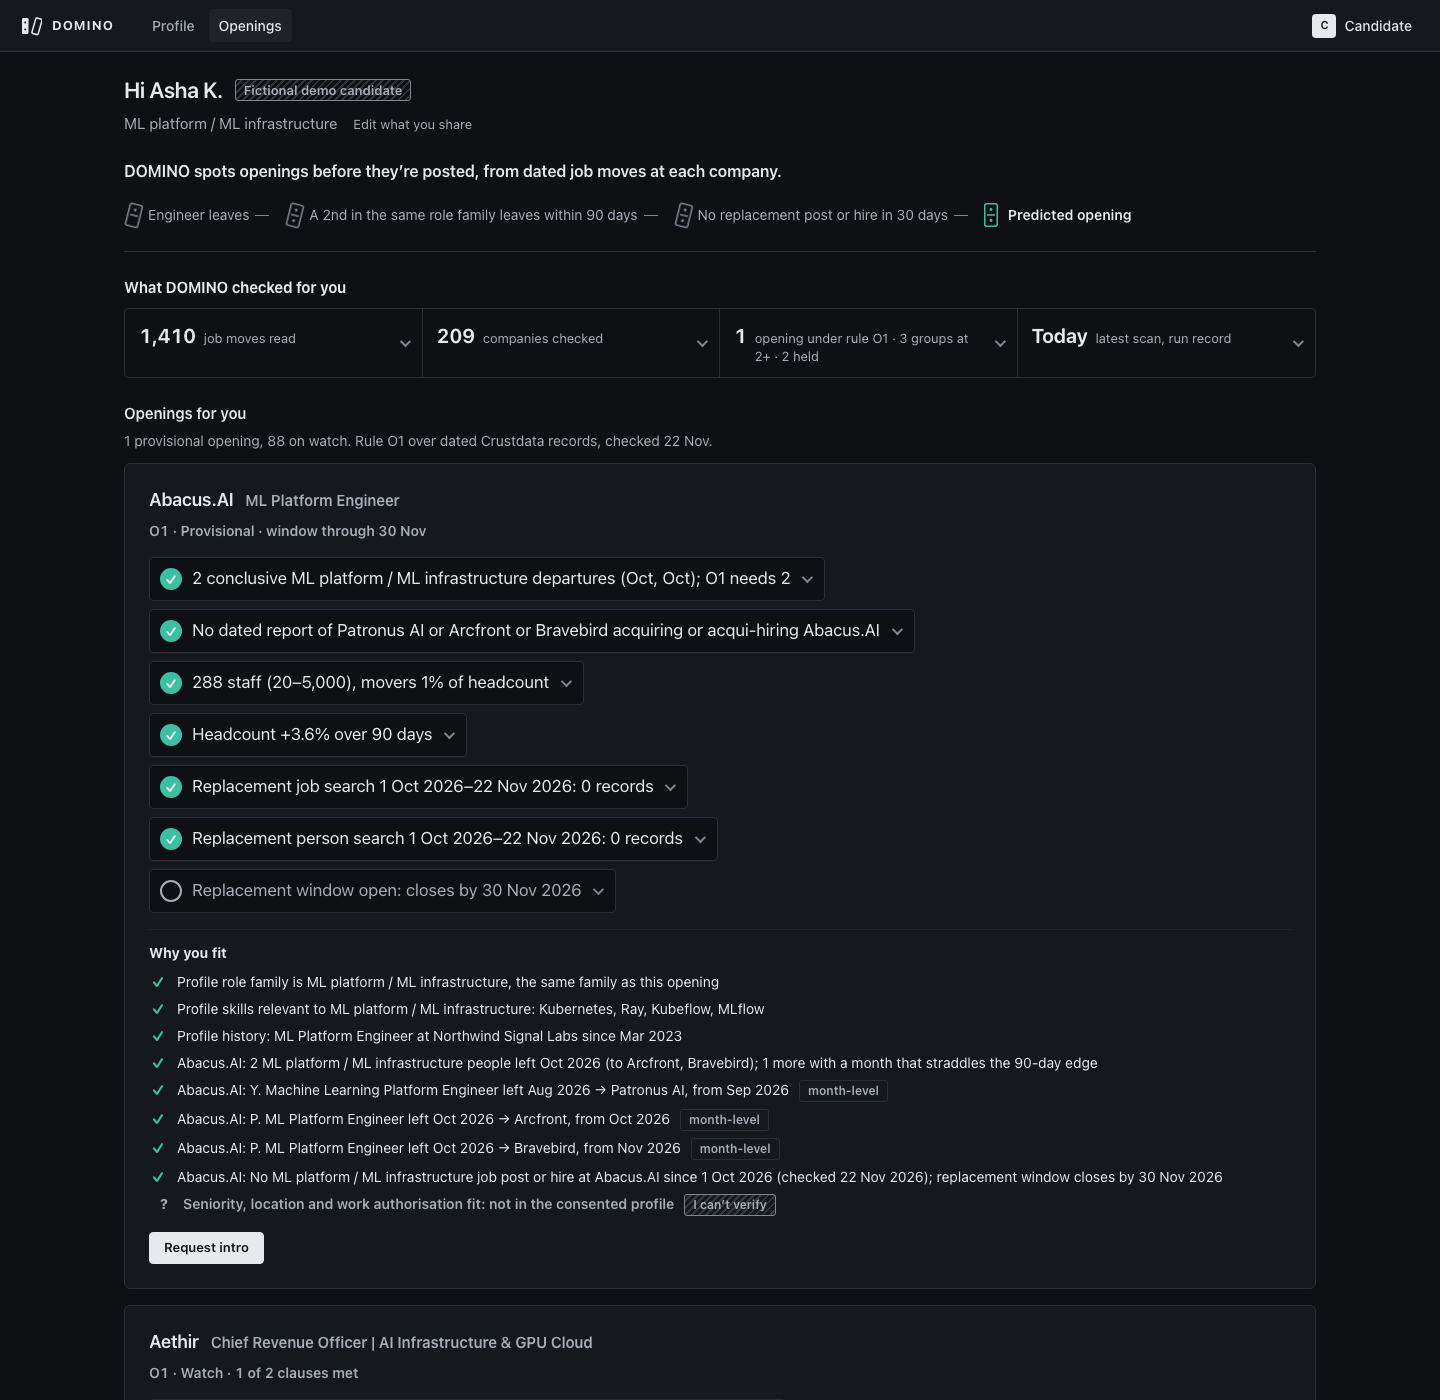 DOMINO
Profile
Openings
C
Candidate
Hi Asha K.
Fictional demo candidate
ML platform / ML infrastructure
Edit what you share
DOMINO spots openings before they’re posted, from dated job moves at each company.
Engineer leaves —
A 2nd in the same role family leaves within 90 days —
No replacement post or hire in 30 days —
Predicted opening
What DOMINO checked for you
1,410 job moves read
209 companies checked
1 opening under rule O1 · 3 groups at
2+ · 2 held
Today latest scan, run record
Openings for you
1 provisional opening, 88 on watch. Rule O1 over dated Crustdata records, checked 22 Nov.
Abacus.AI ML Platform Engineer
O1 · Provisional · window through 30 Nov
2 conclusive ML platform / ML infrastructure departures (Oct, Oct); O1 needs 2
No dated report of Patronus AI or Arcfront or Bravebird acquiring or acqui-hiring Abacus.AI
288 staff (20–5,000), movers 1% of headcount
Headcount +3.6% over 90 days
Replacement job search 1 Oct 2026–22 Nov 2026: 0 records
Replacement person search 1 Oct 2026–22 Nov 2026: 0 records
Replacement window open: closes by 30 Nov 2026
Why you fit
Profile role family is ML platform / ML infrastructure, the same family as this opening
Profile skills relevant to ML platform / ML infrastructure: Kubernetes, Ray, Kubeflow, MLflow
Profile history: ML Platform Engineer at Northwind Signal Labs since Mar 2023
Abacus.AI: 2 ML platform / ML infrastructure people left Oct 2026 (to Arcfront, Bravebird); 1 more with a month that straddles the 90-day edge
Abacus.AI: Y. Machine Learning Platform Engineer left Aug 2026 → Patronus AI, from Sep 2026 month-level
Abacus.AI: P. ML Platform Engineer left Oct 2026 → Arcfront, from Oct 2026 month-level
Abacus.AI: P. ML Platform Engineer left Oct 2026 → Bravebird, from Nov 2026 month-level
Abacus.AI: No ML platform / ML infrastructure job post or hire at Abacus.AI since 1 Oct 2026 (checked 22 Nov 2026); replacement window closes by 30 Nov 2026
? Seniority, location and work authorisation fit: not in the consented profile I can't verify
Request intro
Aethir Chief Revenue Officer | AI Infrastructure & GPU Cloud
O1 · Watch · 1 of 2 clauses met